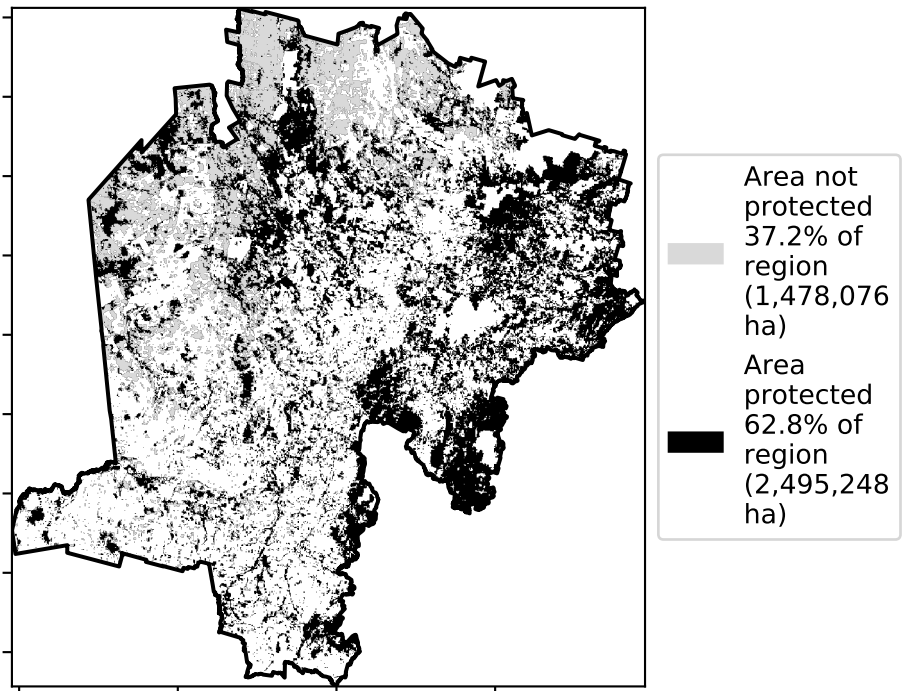 Area not
protected
37.2% of
region
(1,478,076
ha)
Area
protected
62.8% of
region
(2,495,248
ha)